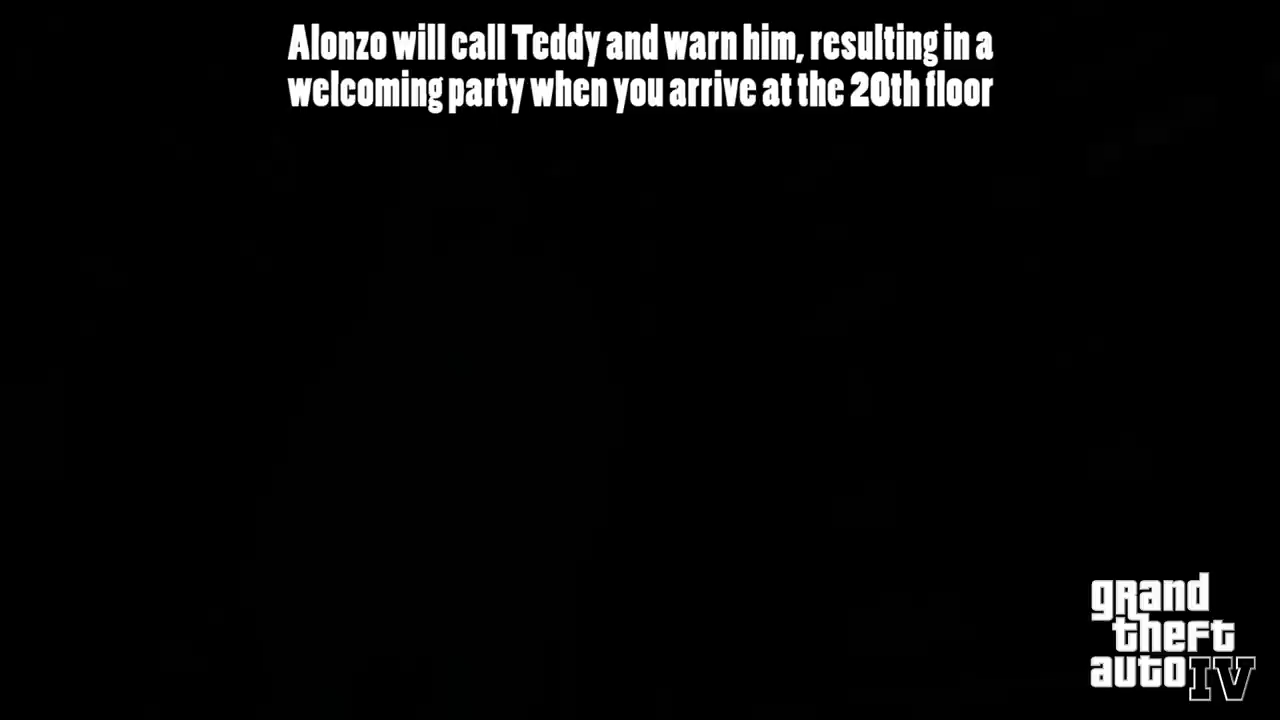 Alonzo will call Teddy and warn him, resulting in a
welcoming party when you arrive at the 20th floor
grand
theft
auto IV